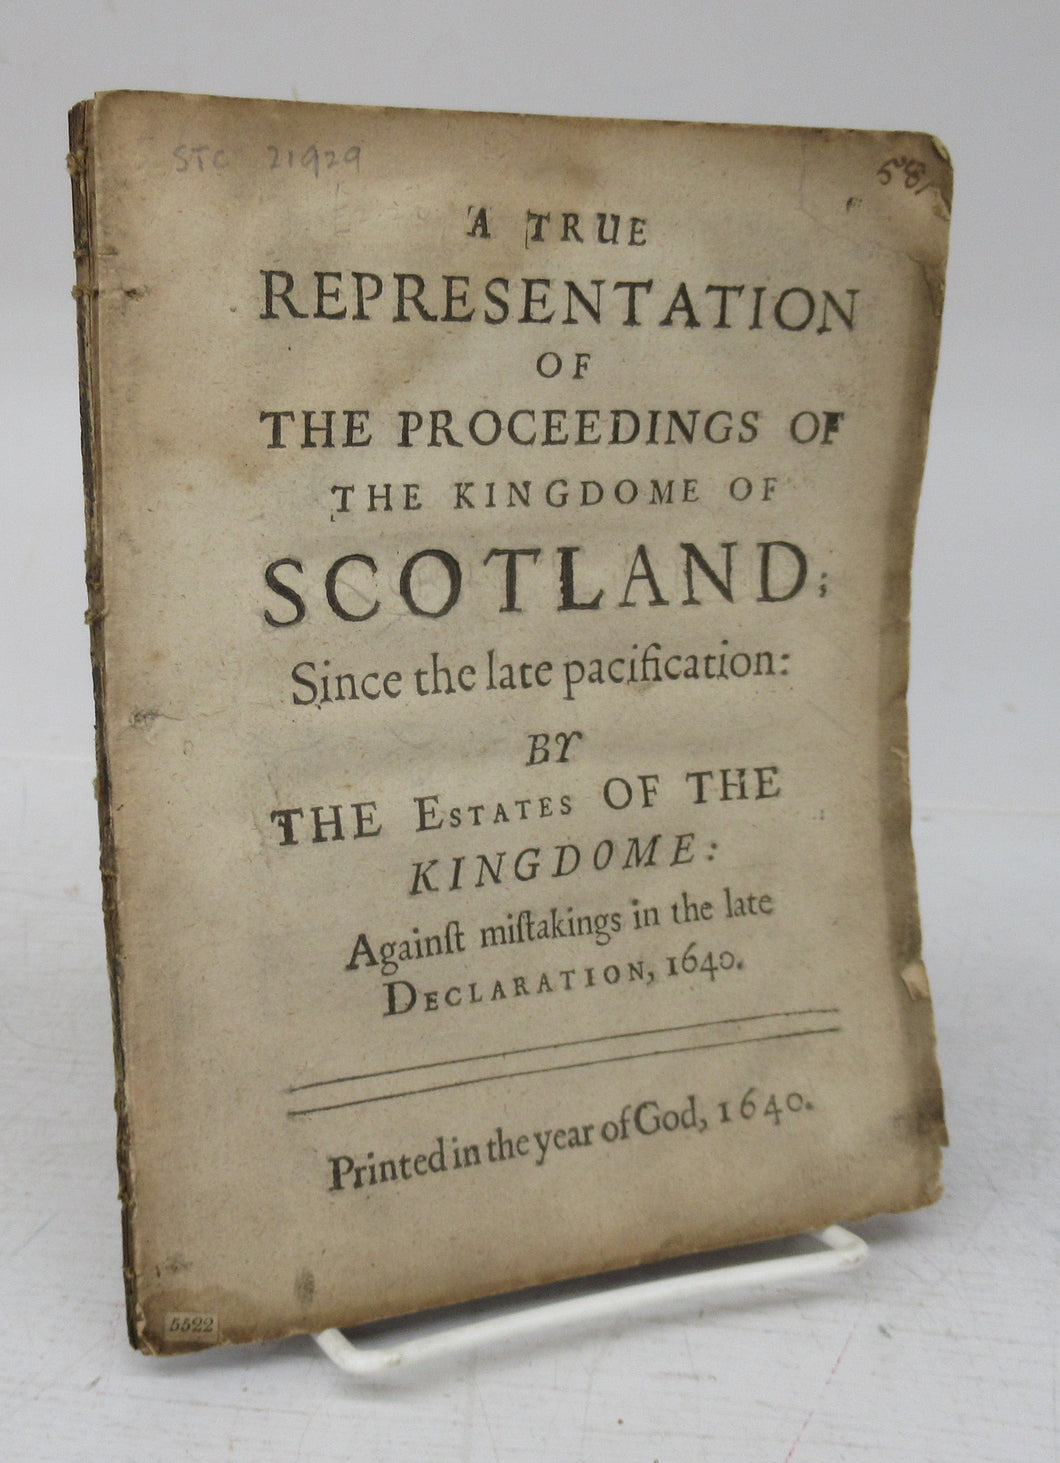 STC 21929
581
A TRUE
REPRESENTATION
OF
THE PROCEEDINGS OF
THE KINGDOME OF
SCOTLAND;
Since the late pacification:
BY
THE ESTATES OF THE
KINGDOME:
Againſt miſtakings in the late
DECLARATION, 1640.
Printed in the year of God, 1640.
5522